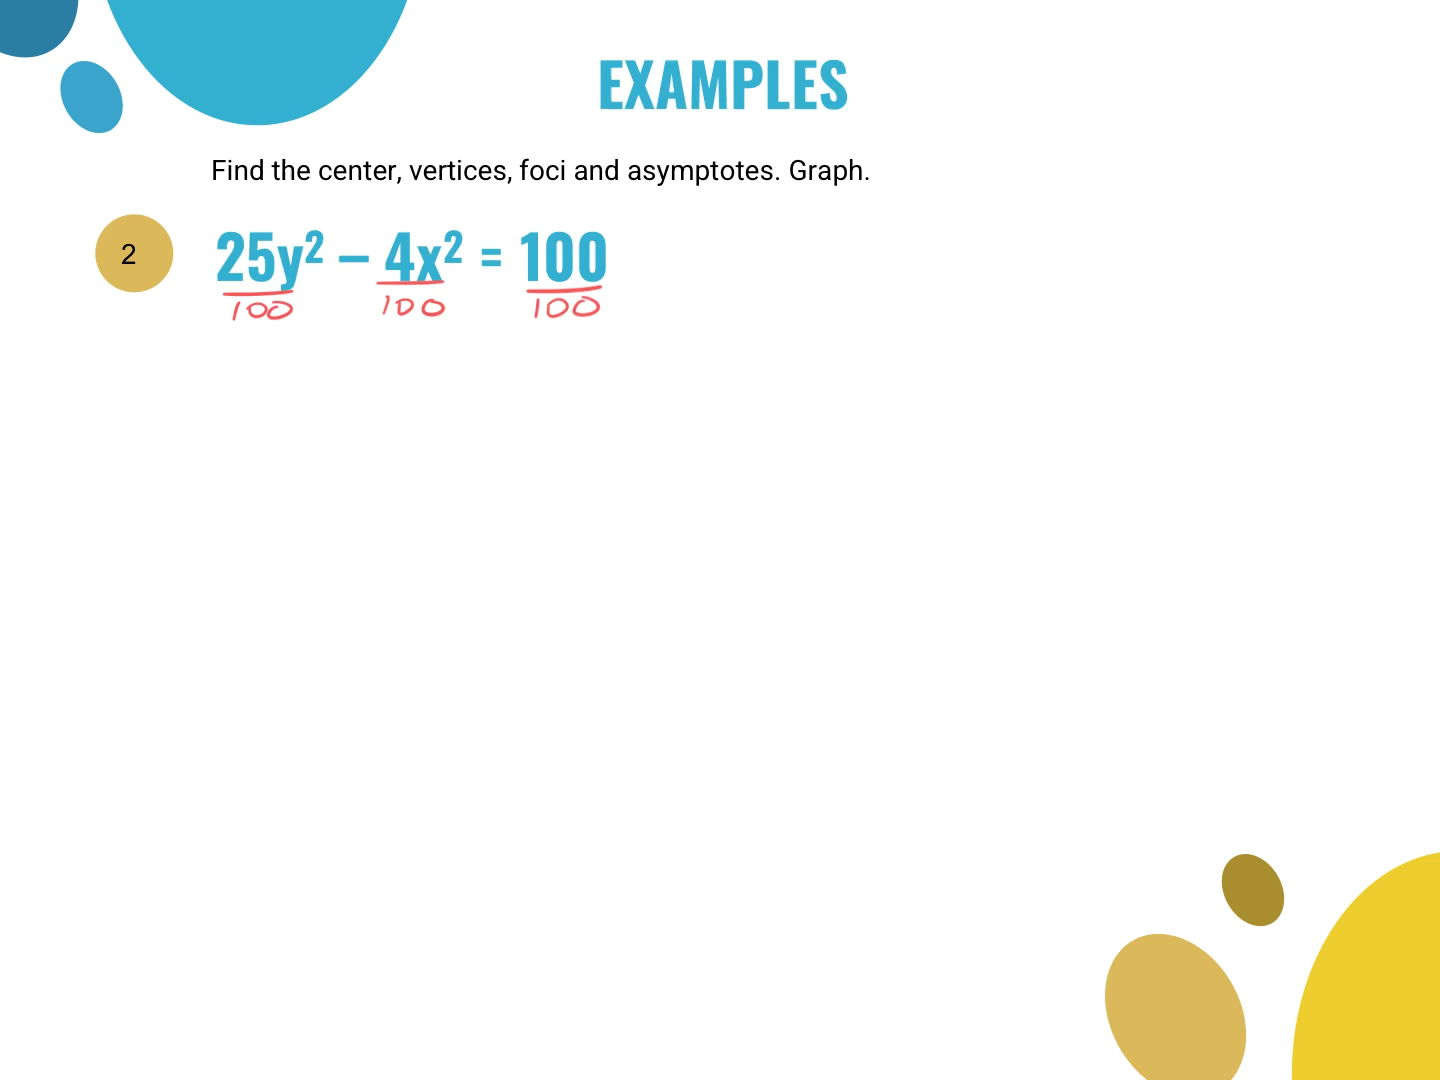 EXAMPLES
Find the center, vertices, foci and asymptotes. Graph.
2
25y² – 4x² = 100
100 100 100